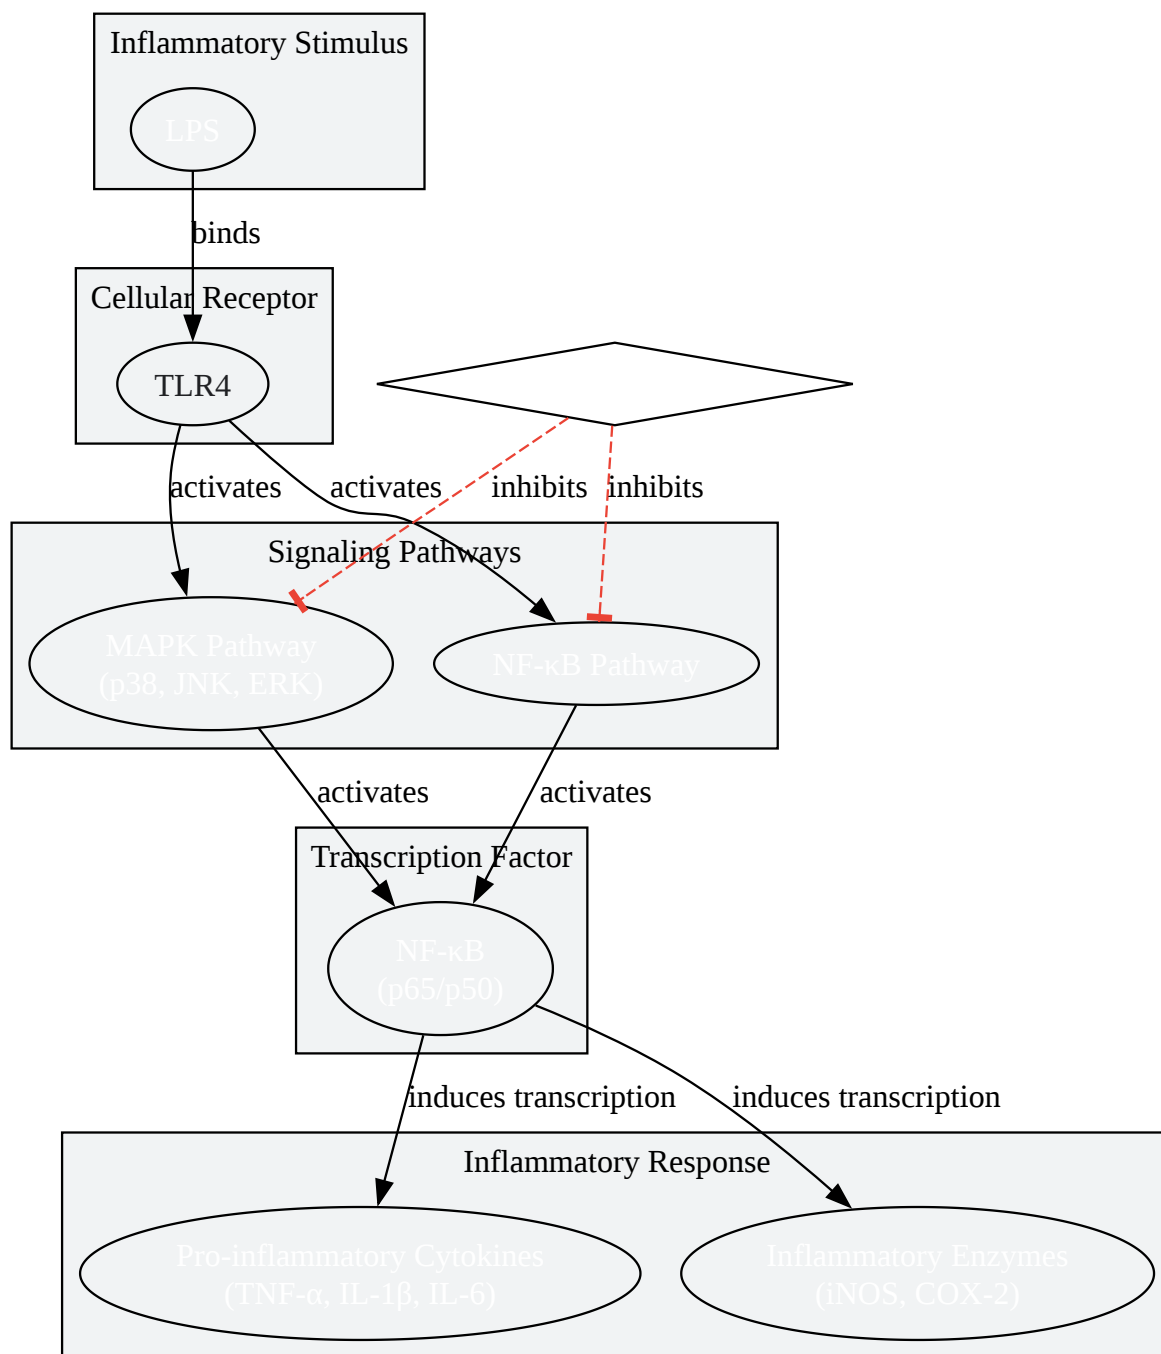 Inflammatory Stimulus
LPS
binds
Cellular Receptor
TLR4
activates
activates
inhibits
inhibits
Signaling Pathways
MAPK Pathway
(p38, JNK, ERK)
NF-κB Pathway
activates
activates
Transcription Factor
NF-κB
(p65/p50)
induces transcription
induces transcription
Inflammatory Response
Pro-inflammatory Cytokines
(TNF-α, IL-1β, IL-6)
Inflammatory Enzymes
(iNOS, COX-2)